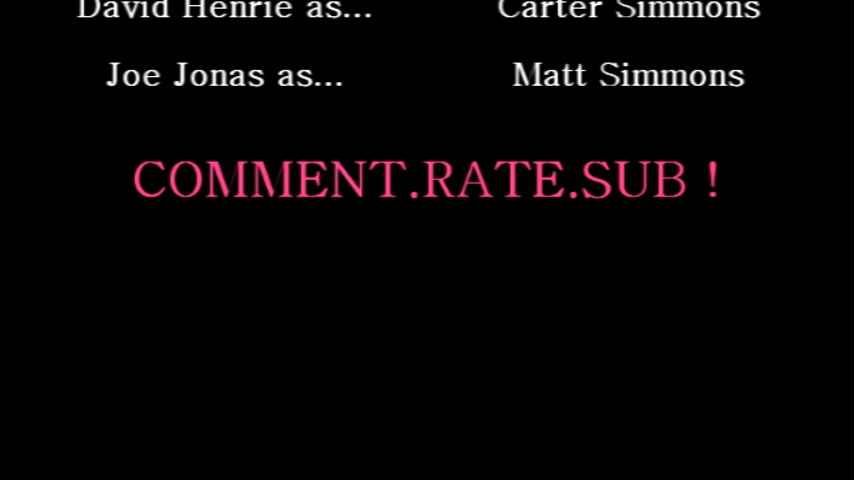 David Henrie as... Carter Simmons
Joe Jonas as... Matt Simmons
COMMENT.RATE.SUB !